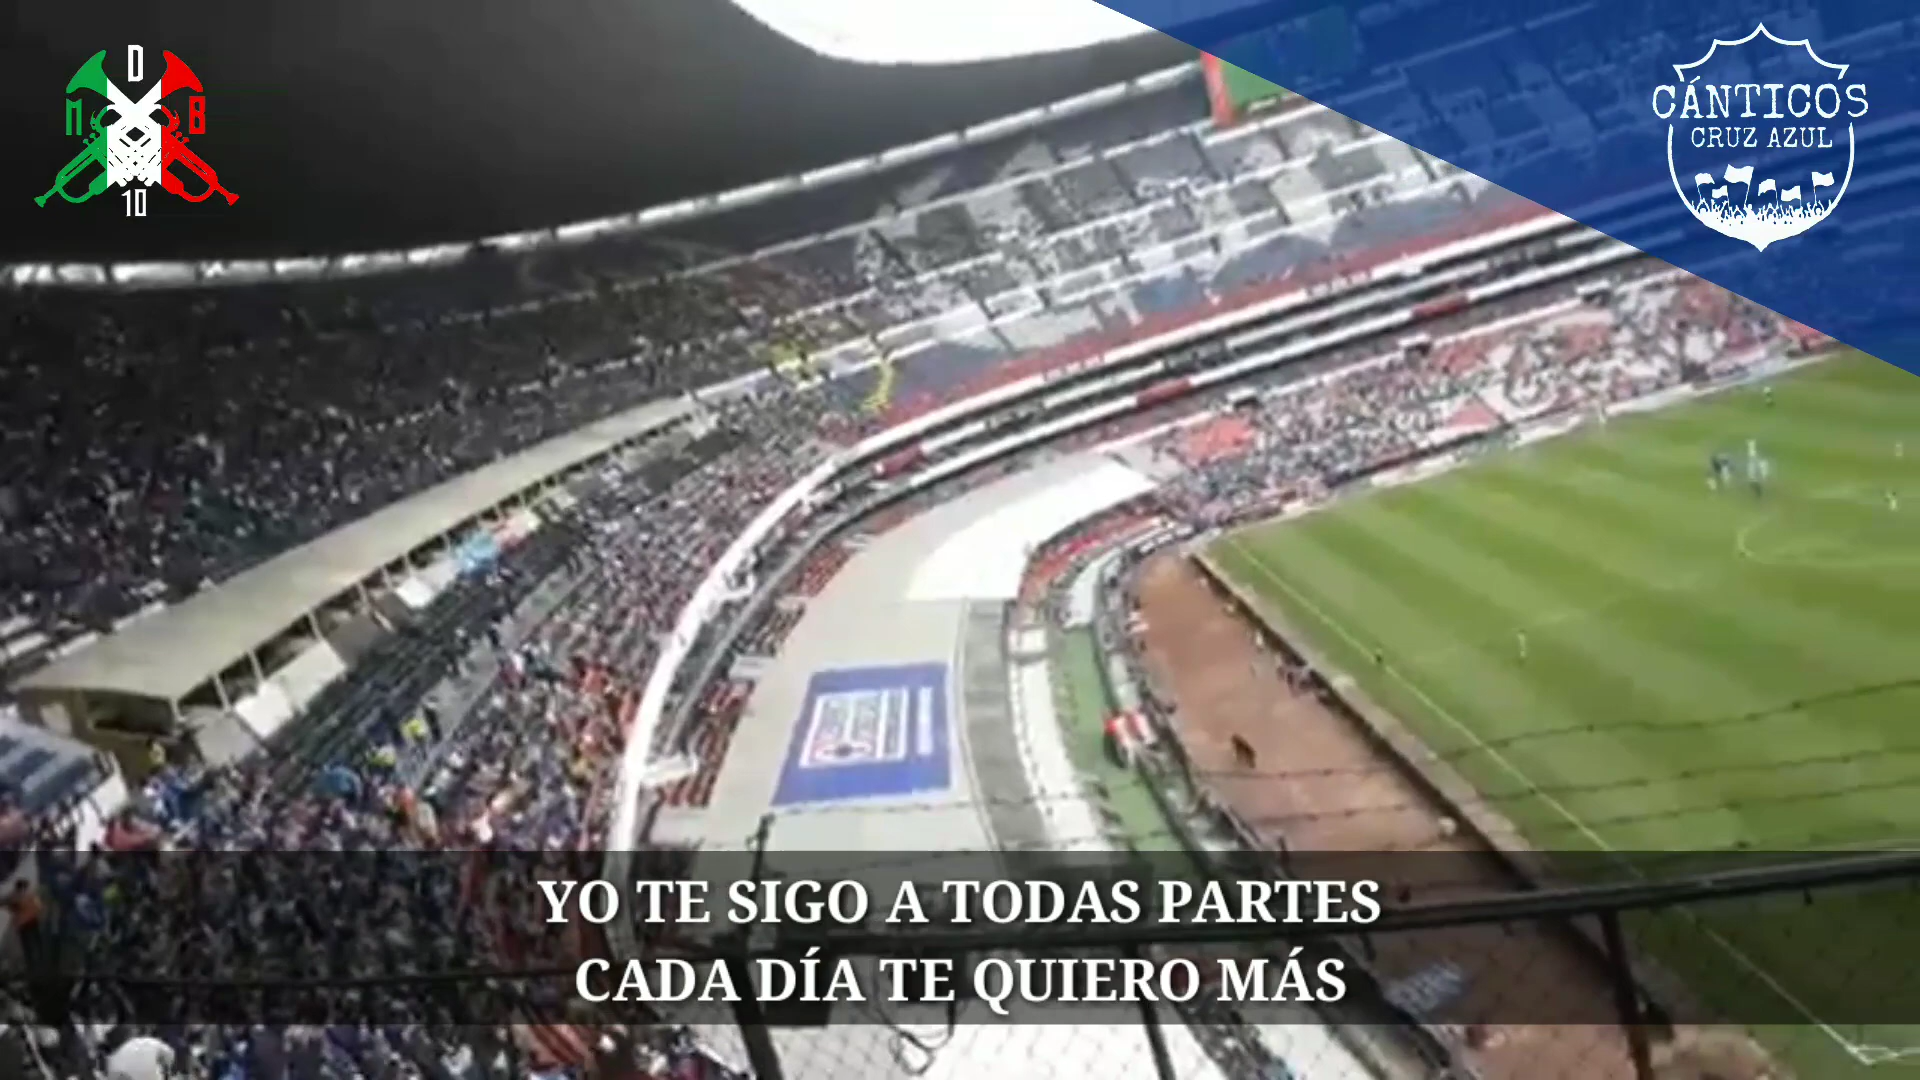 D
M B
10
CÁNTICOS
CRUZ AZUL
YO TE SIGO A TODAS PARTES
CADA DÍA TE QUIERO MÁS